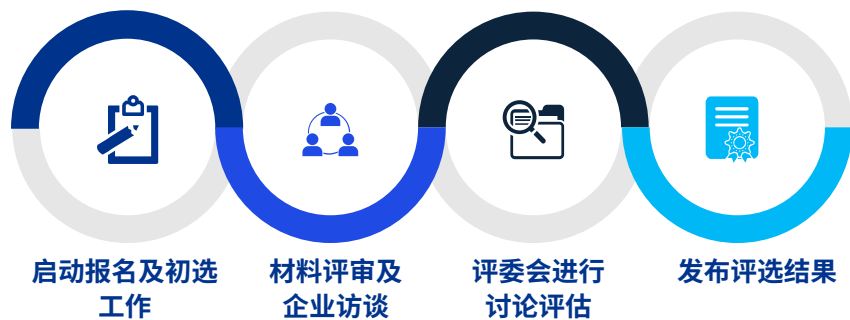 启动报名及初选
工作
材料评审及
企业访谈
评委会进行
讨论评估
发布评选结果